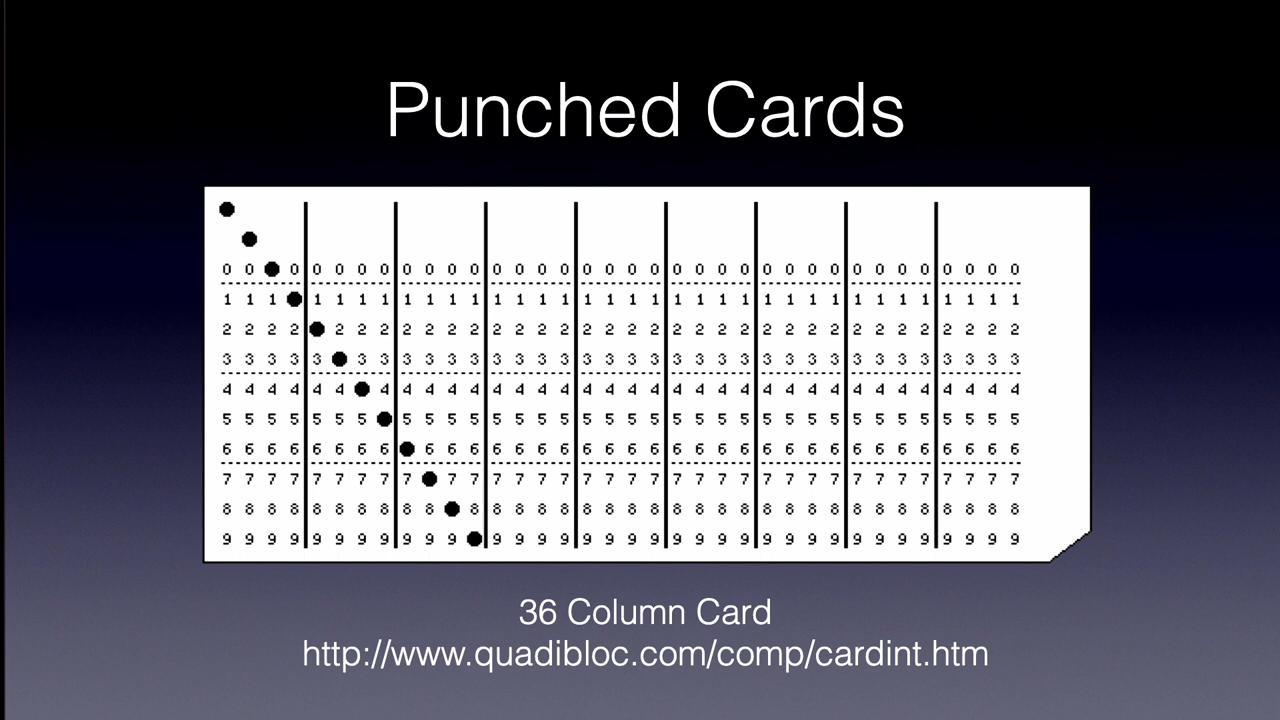 Punched Cards
0 0 0 0 0 0 0 0 0 0 0 0 0 0 0 0 0 0 0 0 0 0 0 0 0 0 0 0 0 0 0 0 0 0 0
1 1 1 1 1 1 1 1 1 1 1 1 1 1 1 1 1 1 1 1 1 1 1 1 1 1 1 1 1 1 1 1 1 1 1
2 2 2 2 2 2 2 2 2 2 2 2 2 2 2 2 2 2 2 2 2 2 2 2 2 2 2 2 2 2 2 2 2 2 2
3 3 3 3 3 3 3 3 3 3 3 3 3 3 3 3 3 3 3 3 3 3 3 3 3 3 3 3 3 3 3 3 3 3 3
4 4 4 4 4 4 4 4 4 4 4 4 4 4 4 4 4 4 4 4 4 4 4 4 4 4 4 4 4 4 4 4 4 4 4
5 5 5 5 5 5 5 5 5 5 5 5 5 5 5 5 5 5 5 5 5 5 5 5 5 5 5 5 5 5 5 5 5 5 5
6 6 6 6 6 6 6 6 6 6 6 6 6 6 6 6 6 6 6 6 6 6 6 6 6 6 6 6 6 6 6 6 6 6 6
7 7 7 7 7 7 7 7 7 7 7 7 7 7 7 7 7 7 7 7 7 7 7 7 7 7 7 7 7 7 7 7 7 7 7
8 8 8 8 8 8 8 8 8 8 8 8 8 8 8 8 8 8 8 8 8 8 8 8 8 8 8 8 8 8 8 8 8 8 8
9 9 9 9 9 9 9 9 9 9 9 9 9 9 9 9 9 9 9 9 9 9 9 9 9 9 9 9 9 9 9 9 9 9 9
36 Column Card
http://www.quadibloc.com/comp/cardint.htm